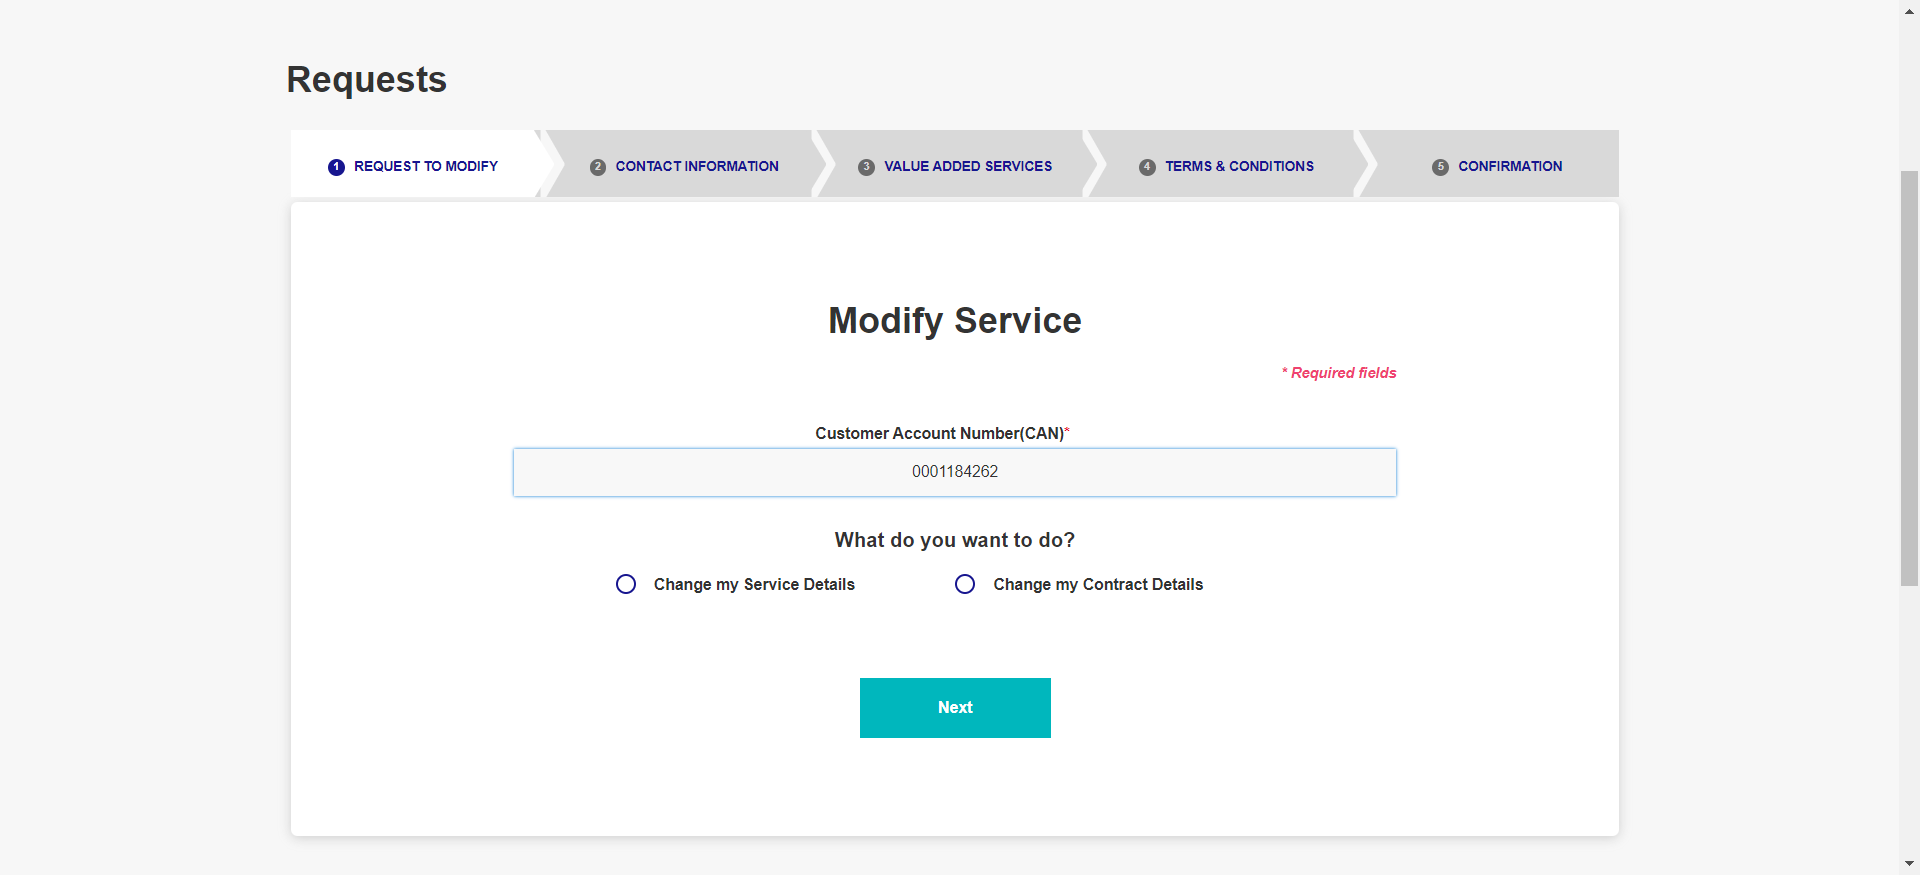 Requests
1 REQUEST TO MODIFY 2 CONTACT INFORMATION 3 VALUE ADDED SERVICES 4 TERMS & CONDITIONS 5 CONFIRMATION
Modify Service
* Required fields
Customer Account Number(CAN)*
0001184262
What do you want to do?
Change my Service Details Change my Contract Details
Next